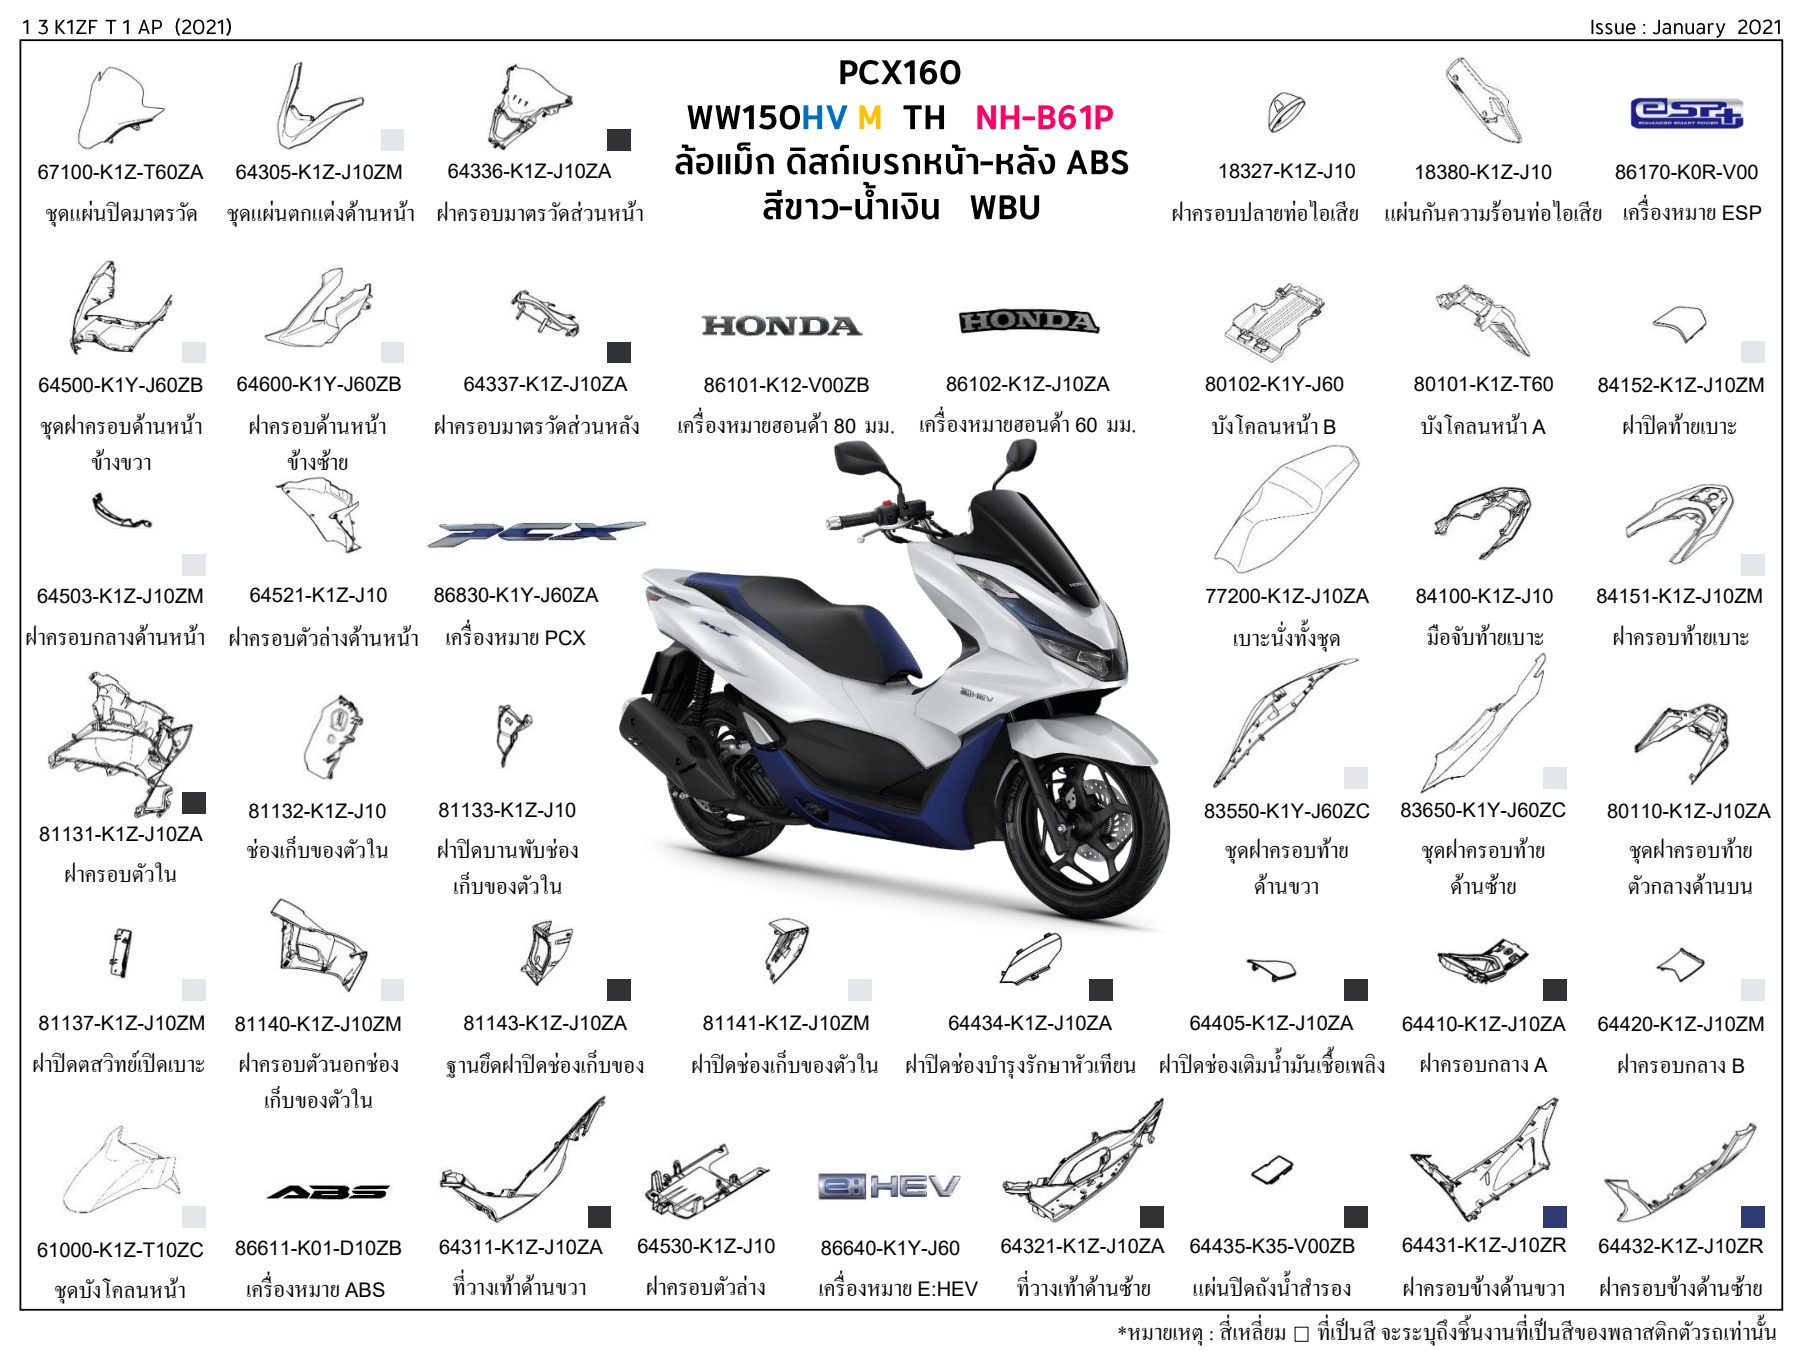 1 3 K1ZF T 1 AP (2021)
Issue : January 2021
PCX160
WW150HV M TH NH-B61P
ล้อแม็ก ดิสก์เบรกหน้า-หลัง ABS
สีขาว-น้ำเงิน WBU
67100-K1Z-T60ZA
ชุดแผ่นปิดมาตรวัด
64305-K1Z-J10ZM
ชุดแผ่นตกแต่งด้านหน้า
64336-K1Z-J10ZA
ฝาครอบมาตรวัดส่วนหน้า
18327-K1Z-J10
ฝาครอบปลายท่อไอเสีย
18380-K1Z-J10
แผ่นกันความร้อนท่อไอเสีย
eSP+
ENHANCED SMART POWER
86170-K0R-V00
เครื่องหมาย ESP
64500-K1Y-J60ZB
ชุดฝาครอบด้านหน้า
ข้างขวา
64600-K1Y-J60ZB
ฝาครอบด้านหน้า
ข้างซ้าย
64337-K1Z-J10ZA
ฝาครอบมาตรวัดส่วนหลัง
HONDA
86101-K12-V00ZB
เครื่องหมายฮอนด้า 80 มม.
HONDA
86102-K1Z-J10ZA
เครื่องหมายฮอนด้า 60 มม.
80102-K1Y-J60
บังโคลนหน้า B
80101-K1Z-T60
บังโคลนหน้า A
84152-K1Z-J10ZM
ฝาปิดท้ายเบาะ
64503-K1Z-J10ZM
ฝาครอบกลางด้านหน้า
64521-K1Z-J10
ฝาครอบตัวล่างด้านหน้า
PCX
86830-K1Y-J60ZA
เครื่องหมาย PCX
HONDA
PCX
e:HEV
77200-K1Z-J10ZA
เบาะนั่งทั้งชุด
84100-K1Z-J10
มือจับท้ายเบาะ
84151-K1Z-J10ZM
ฝาครอบท้ายเบาะ
81131-K1Z-J10ZA
ฝาครอบตัวใน
81132-K1Z-J10
ช่องเก็บของตัวใน
81133-K1Z-J10
ฝาปิดบานพับช่อง
เก็บของตัวใน
83550-K1Y-J60ZC
ชุดฝาครอบท้าย
ด้านขวา
83650-K1Y-J60ZC
ชุดฝาครอบท้าย
ด้านซ้าย
80110-K1Z-J10ZA
ชุดฝาครอบท้าย
ตัวกลางด้านบน
81137-K1Z-J10ZM
ฝาปิดตสวิทย์เปิดเบาะ
81140-K1Z-J10ZM
ฝาครอบตัวนอกช่อง
เก็บของตัวใน
81143-K1Z-J10ZA
ฐานยึดฝาปิดช่องเก็บของ
81141-K1Z-J10ZM
ฝาปิดช่องเก็บของตัวใน
64434-K1Z-J10ZA
ฝาปิดช่องบำรุงรักษาหัวเทียน
64405-K1Z-J10ZA
ฝาปิดช่องเติมน้ำมันเชื้อเพลิง
64410-K1Z-J10ZA
ฝาครอบกลาง A
64420-K1Z-J10ZM
ฝาครอบกลาง B
61000-K1Z-T10ZC
ชุดบังโคลนหน้า
ABS
86611-K01-D10ZB
เครื่องหมาย ABS
64311-K1Z-J10ZA
ที่วางเท้าด้านขวา
64530-K1Z-J10
ฝาครอบตัวล่าง
e:HEV
86640-K1Y-J60
เครื่องหมาย E:HEV
64321-K1Z-J10ZA
ที่วางเท้าด้านซ้าย
64435-K35-V00ZB
แผ่นปิดถังน้ำสำรอง
64431-K1Z-J10ZR
ฝาครอบข้างด้านขวา
64432-K1Z-J10ZR
ฝาครอบข้างด้านซ้าย
*หมายเหตุ : สี่เหลี่ยม □ ที่เป็นสี จะระบุถึงชิ้นงานที่เป็นสีของพลาสติกตัวรถเท่านั้น